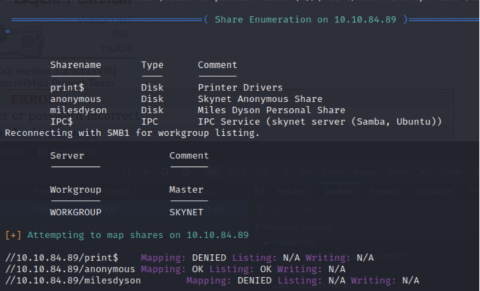 ( Share Enumeration on 10.10.84.89 )
Sharename Type Comment
print$ Disk Printer Drivers
anonymous Disk Skynet Anonymous Share
milesdyson Disk Miles Dyson Personal Share
IPC$ IPC IPC Service (skynet server (Samba, Ubuntu))
Reconnecting with SMB1 for workgroup listing.
Server Comment
Workgroup Master
WORKGROUP SKYNET
[+] Attempting to map shares on 10.10.84.89
//10.10.84.89/print$ Mapping: DENIED Listing: N/A Writing: N/A
//10.10.84.89/anonymous Mapping: OK Listing: OK Writing: N/A
//10.10.84.89/milesdyson Mapping: DENIED Listing: N/A Writing: N/A